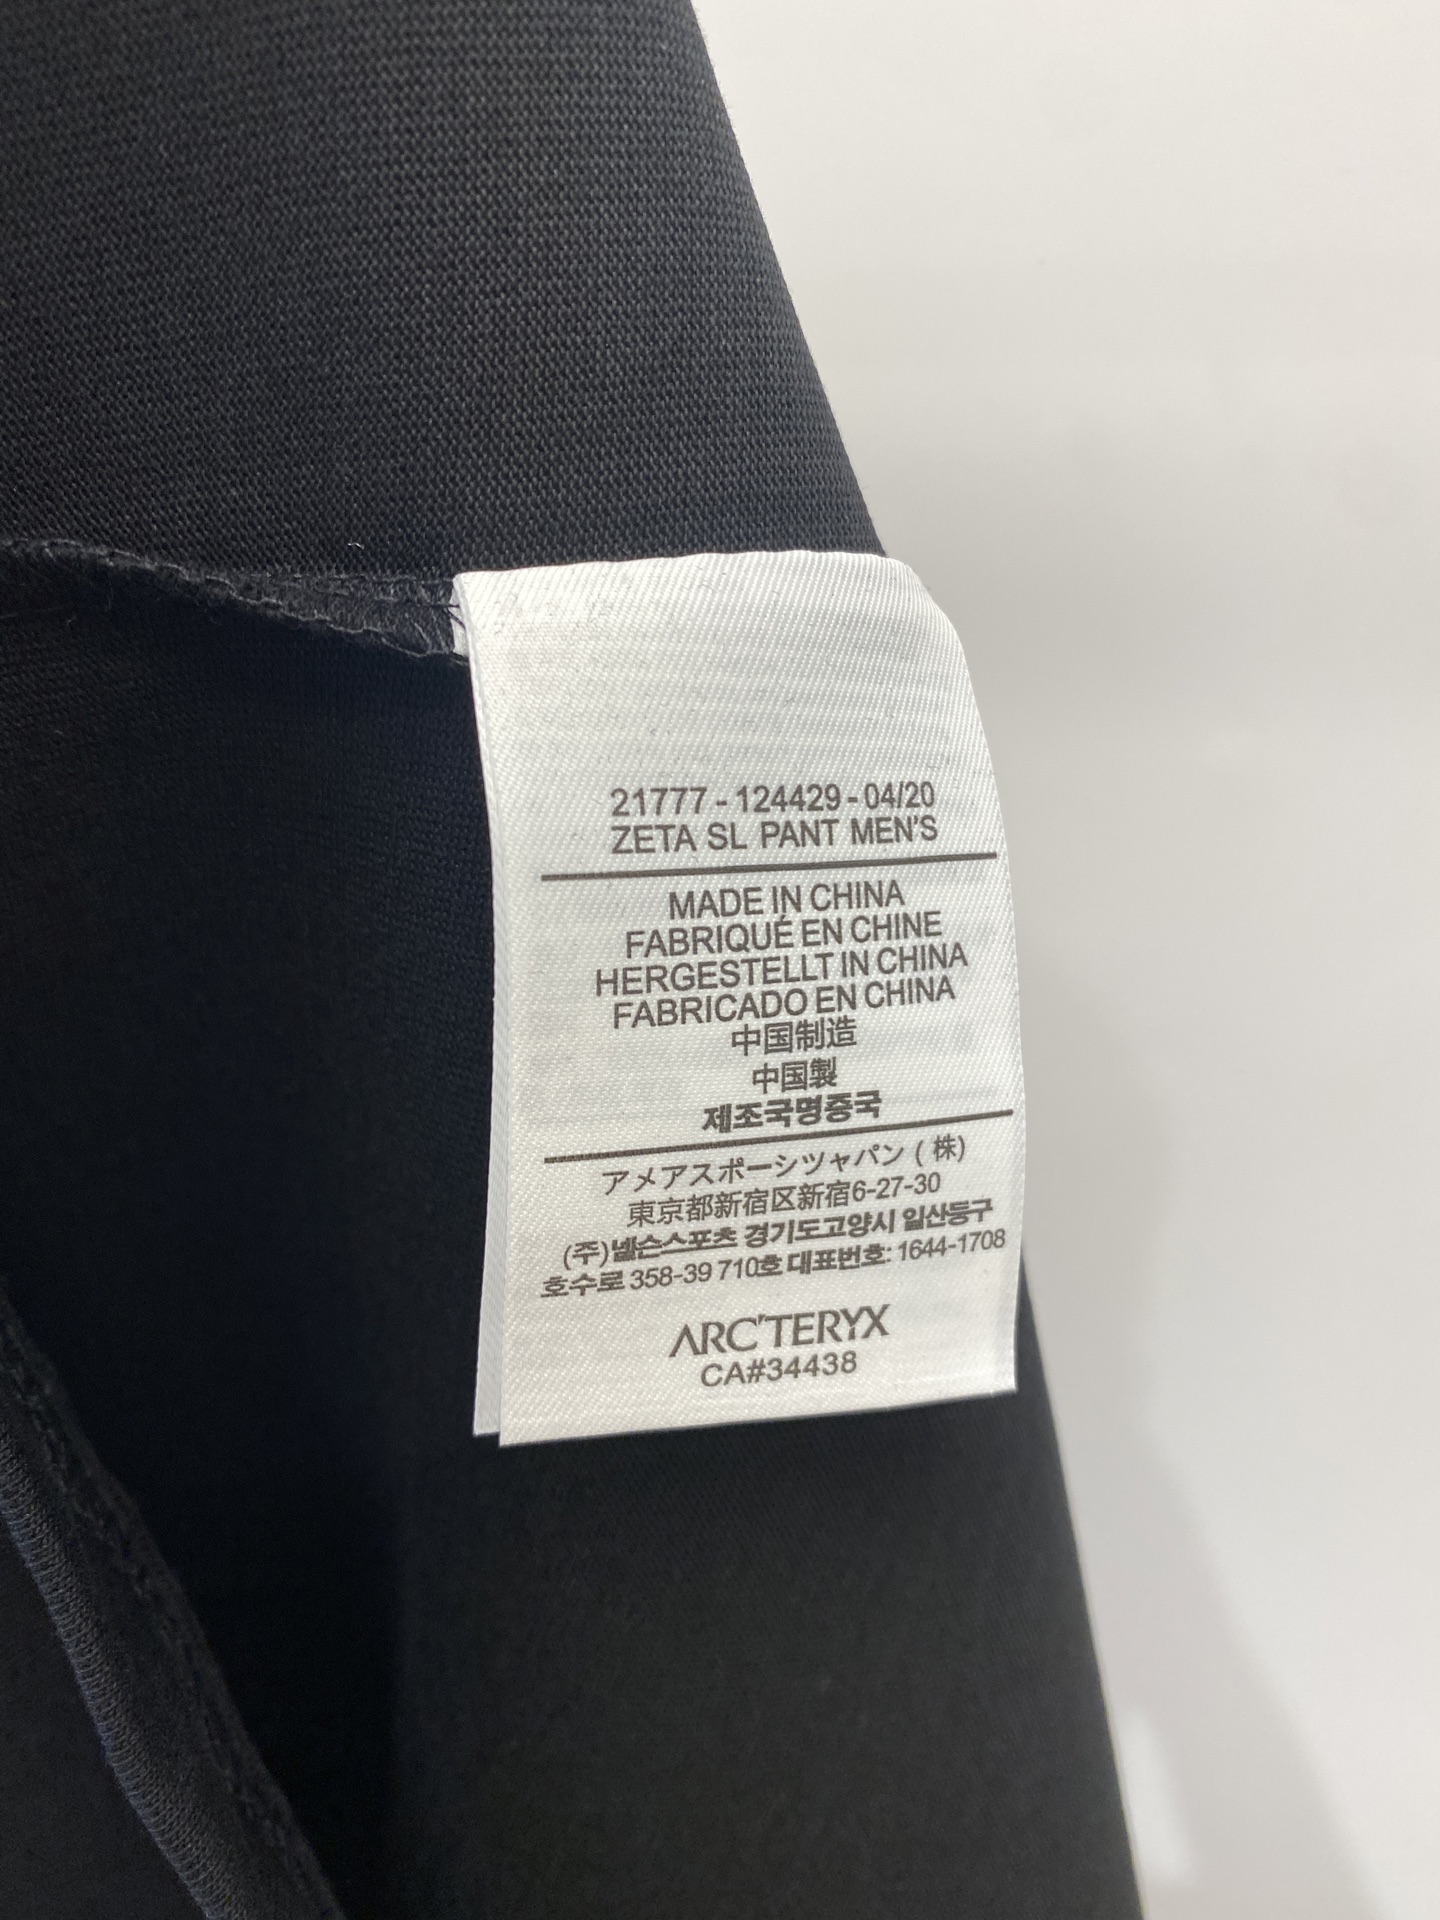 21777 - 124429 - 04/20
ZETA SL PANT MEN'S
MADE IN CHINA
FABRIQUÉ EN CHINE
HERGESTELLT IN CHINA
FABRICADO EN CHINA
中国制造
中国製
제조국명중국
アメアスポーシツャパン ( 株)
東京都新宿区新宿6-27-30
(주)넬슨스포츠 경기도고양시 일산동구
호수로 358-39 710호 대표번호: 1644-1708
ARC'TERYX
CA#34438